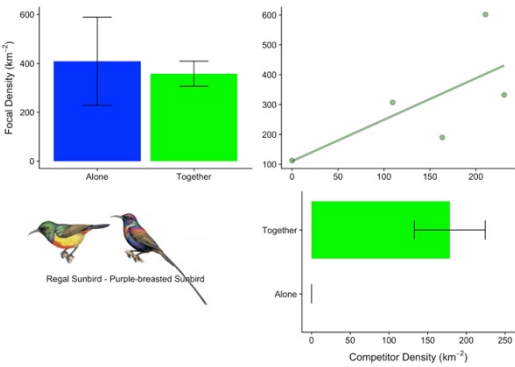 600
400
200
0
Focal Density (km⁻²)
Alone Together
600
500
400
300
200
100
0 50 100 150 200
Regal Sunbird - Purple-breasted Sunbird
Together
Alone
0 50 100 150 200 250
Competitor Density (km⁻²)